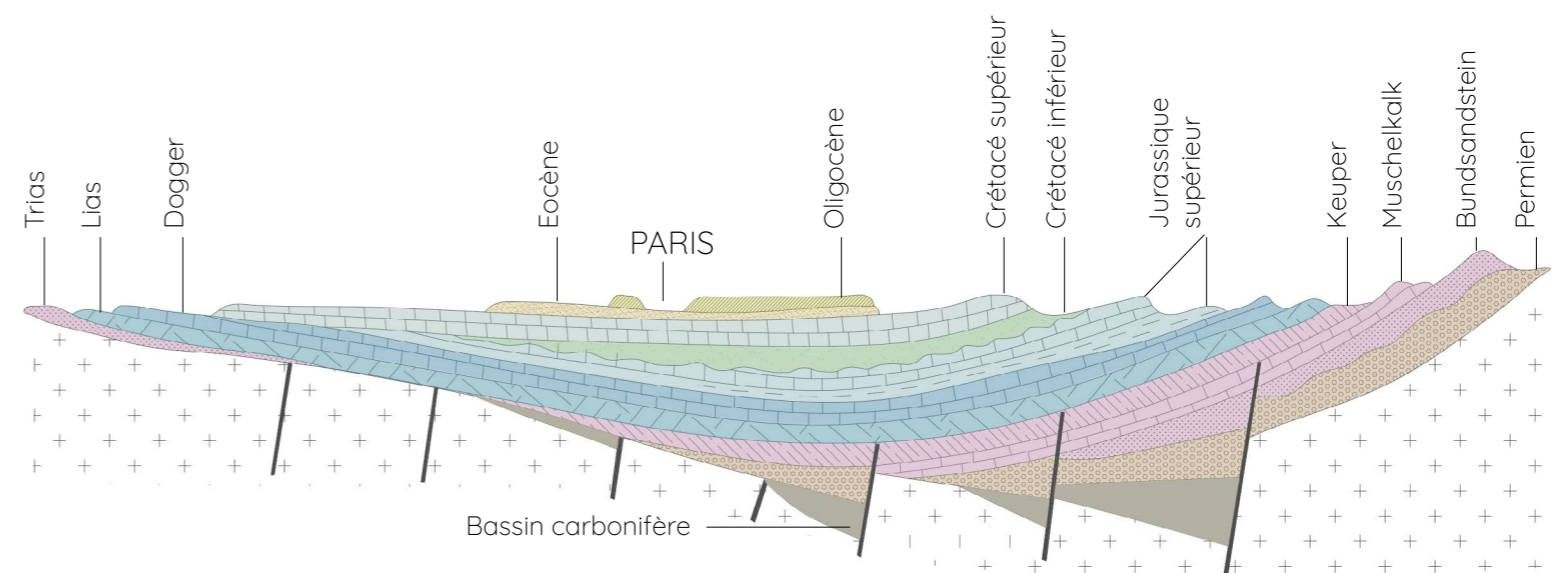 Trias
Lias
Dogger
Eocène
PARIS
Oligocène
Crétacé supérieur
Crétacé inférieur
Jurassique
supérieur
Keuper
Muschelkalk
Bundsandstein
Permien
Bassin carbonifère